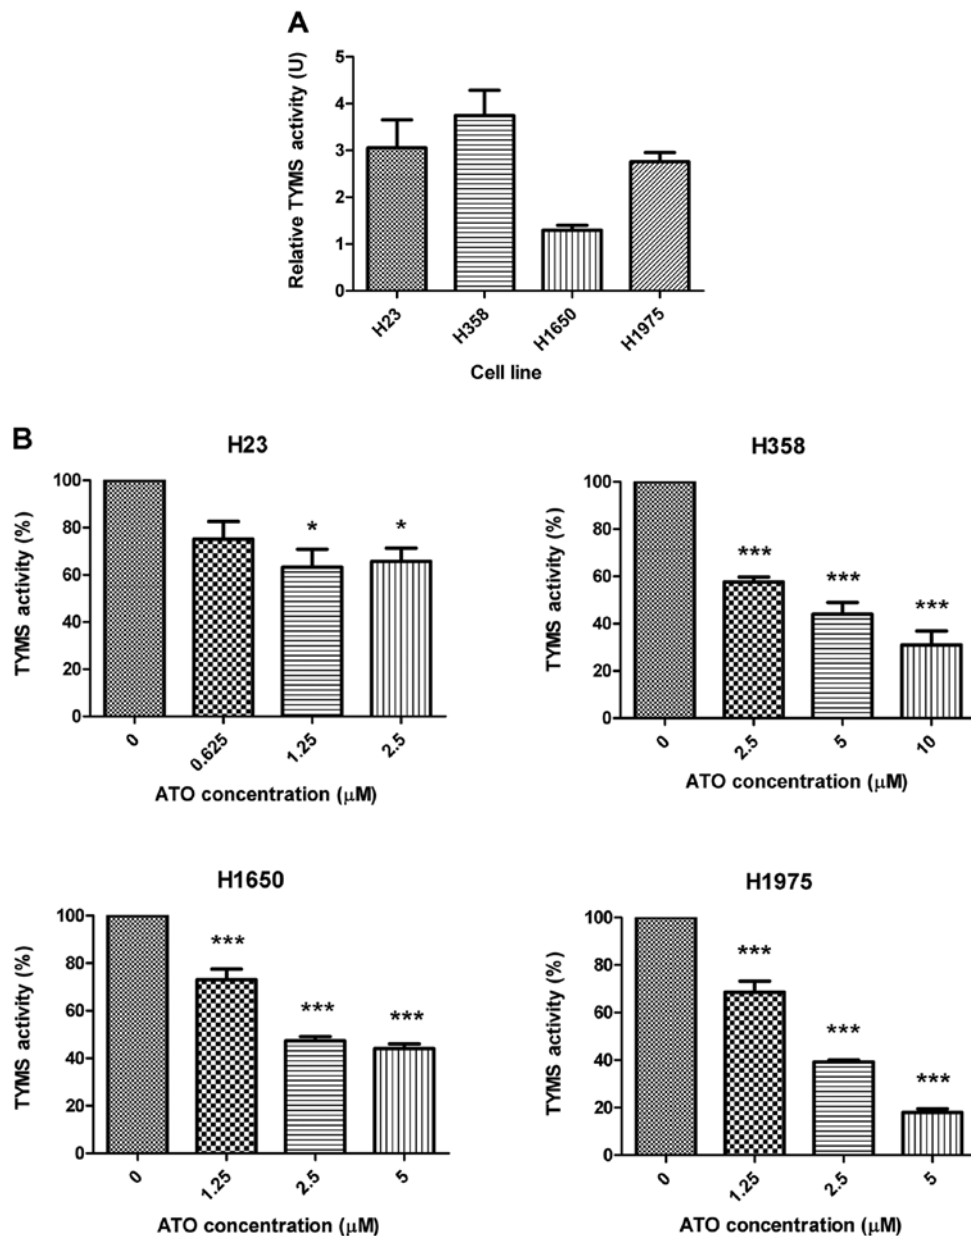 A
Relative TYMS activity (U)
5
4
3
2
1
0
H23
H358
H1650
H1975
Cell line
B
H23
TYMS activity (%)
100
80
60
40
20
0
* *
0
0.625
1.25
2.5
ATO concentration (μM)
H358
TYMS activity (%)
100
80
60
40
20
0
*** *** ***
0
2.5
5
10
ATO concentration (μM)
H1650
TYMS activity (%)
100
80
60
40
20
0
*** *** ***
0
1.25
2.5
5
ATO concentration (μM)
H1975
TYMS activity (%)
100
80
60
40
20
0
*** *** ***
0
1.25
2.5
5
ATO concentration (μM)